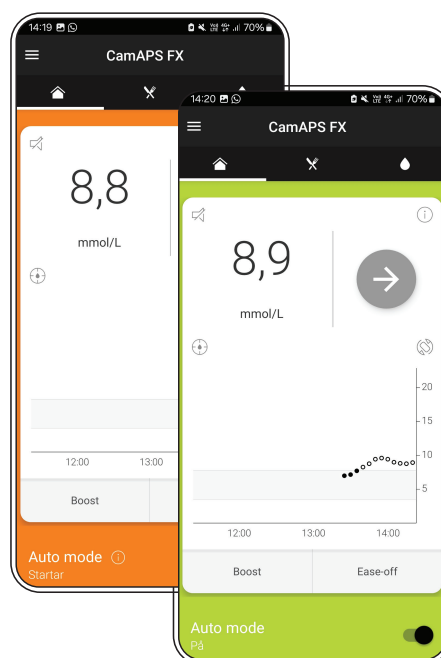 14:19
70%
CamAPS FX
8,8
mmol/L
12:00 13:00
Boost
Auto mode
Startar
14:20
70%
CamAPS FX
8,9
mmol/L
20
15
10
5
12:00 13:00 14:00
Boost Ease-off
Auto mode
På